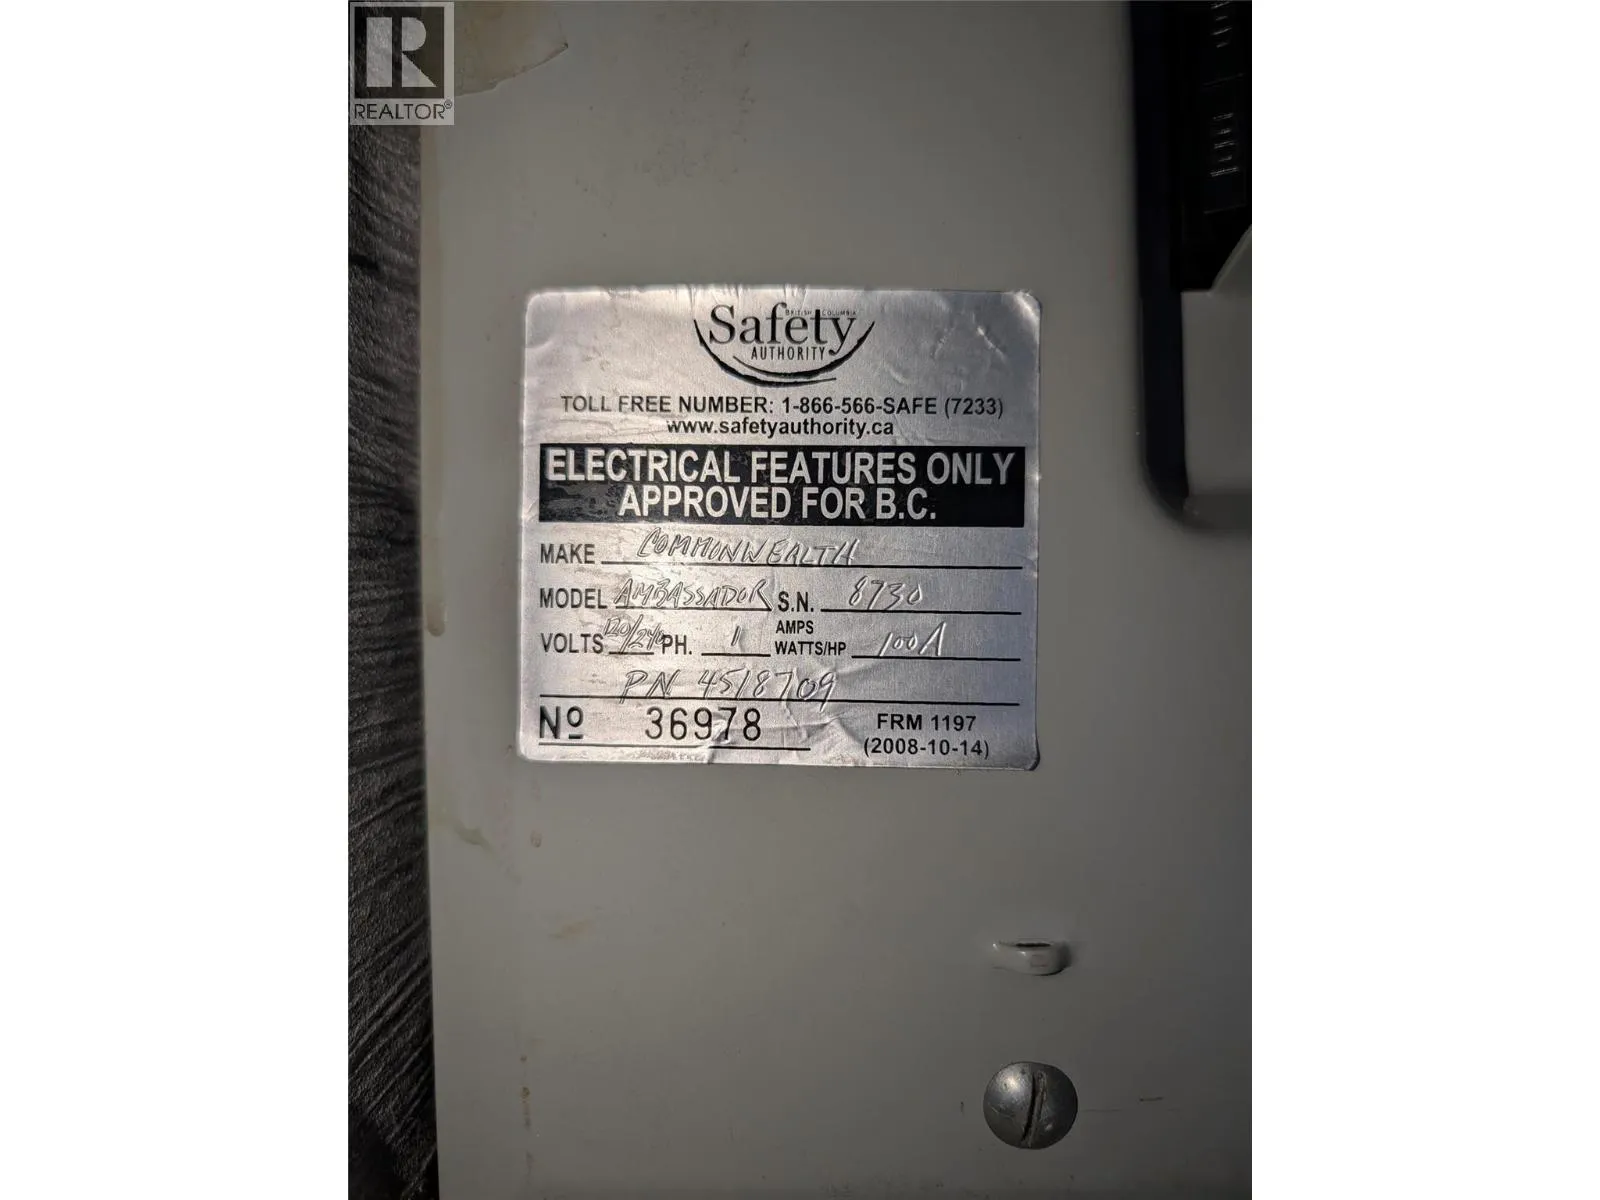 R
REALTOR®
BRITISH COLUMBIA
Safety
AUTHORITY
TOLL FREE NUMBER: 1-866-566-SAFE (7233)
www.safetyauthority.ca
ELECTRICAL FEATURES ONLY
APPROVED FOR B.C.
MAKE COMMONWEALTH
MODEL AMBASSADOR S.N. 8730
VOLTS 120/240 PH. 1 AMPS WATTS/HP 100A
PN 4518709
Nº 36978 FRM 1197
(2008-10-14)